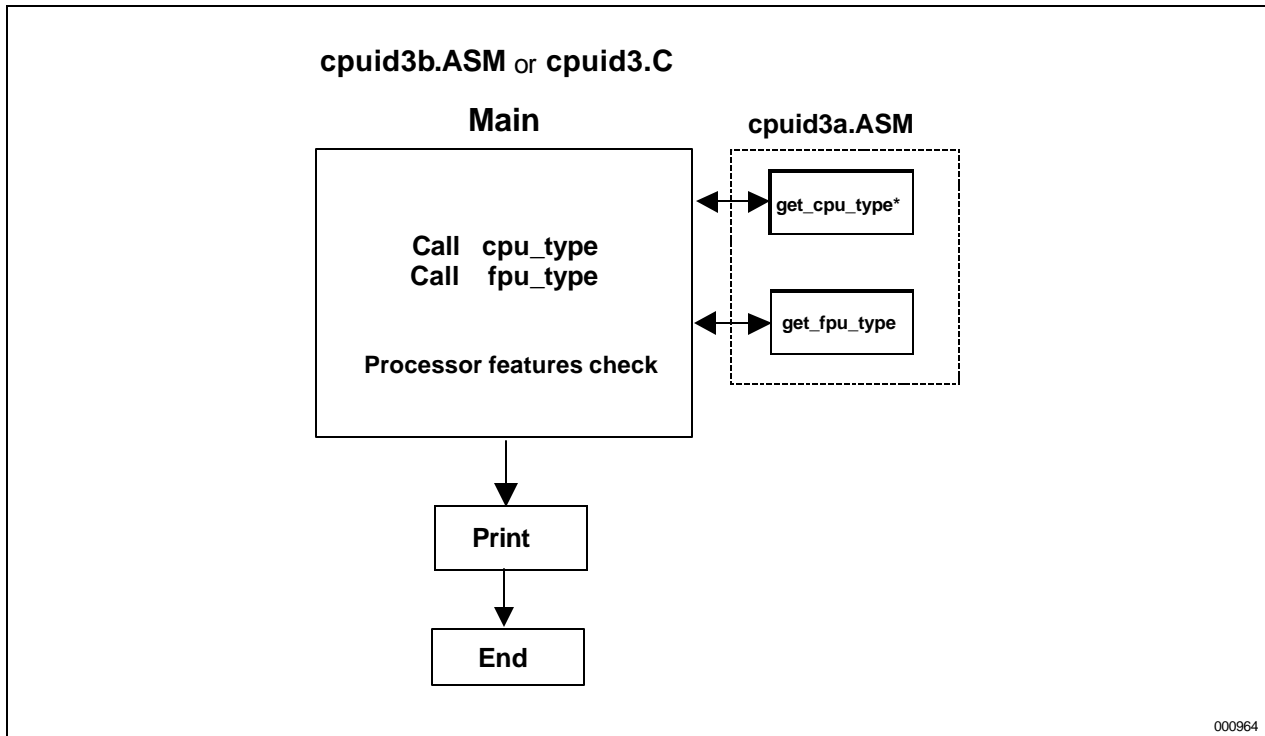 cpuid3b.ASM or cpuid3.C
Main
cpuid3a.ASM
get_cpu_type*
Call cpu_type
Call fpu_type
get_fpu_type
Processor features check
Print
End
000964